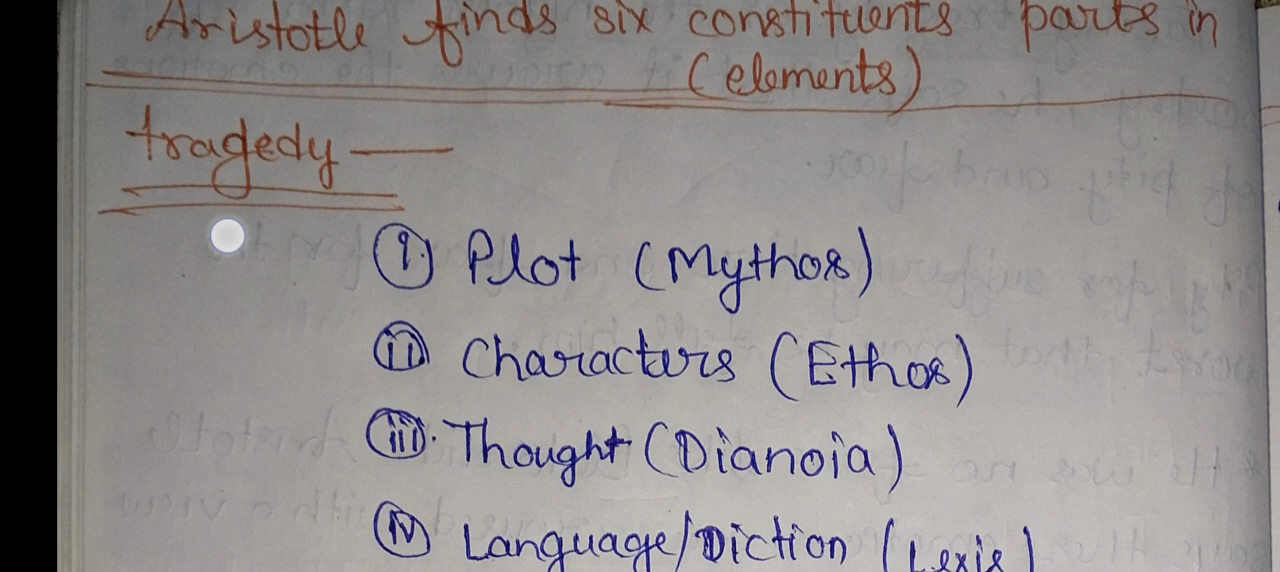 Aristotle finds six constituents parts in
(elements)
tragedy —
(i) Plot (Mythos)
(ii) Characters (Ethos)
(iii). Thought (Dianoia)
(iv) Language/Diction (Lexis)